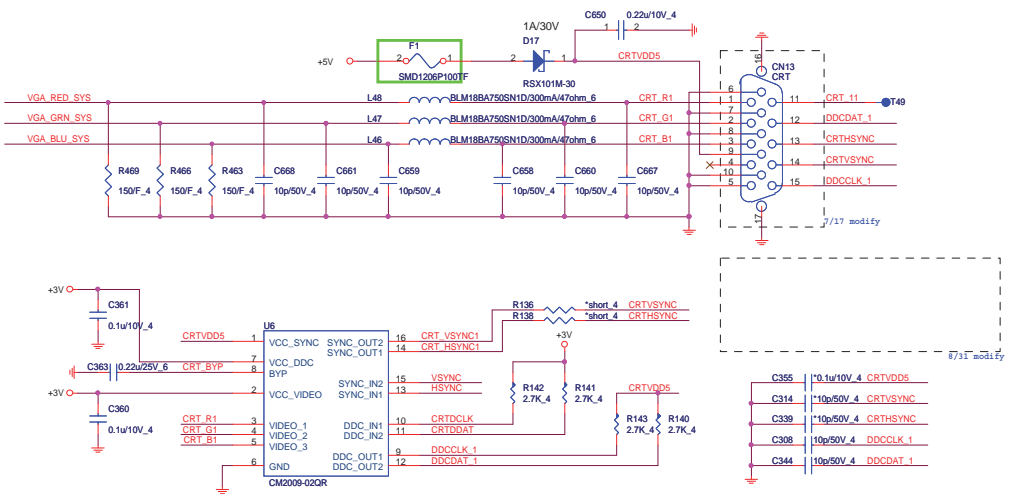 C650 0.22u/10V_4
1 2
1A/30V
F1 D17
+5V 2 1 2 1 CRTVDD5
SMD1206P100TF RSX101M-30
16
CN13
CRT
VGA_RED_SYS L48 BLM18BA750SN1D/300mA/47ohm_6 CRT_R1
VGA_GRN_SYS L47 BLM18BA750SN1D/300mA/47ohm_6 CRT_G1
VGA_BLU_SYS L46 BLM18BA750SN1D/300mA/47ohm_6 CRT_B1
6
1 11 CRT_11 T49
7
2 12 DDCDAT_1
8
3 13 CRTHSYNC
9
4 14 CRTVSYNC
10
5 15 DDCCLK_1
17
R469 R466 R463 C668 C661 C659 C658 C660 C667
150/F_4 150/F_4 150/F_4 10p/50V_4 10p/50V_4 10p/50V_4 10p/50V_4 10p/50V_4 10p/50V_4
7/17 modify
+3V
C361
0.1u/10V_4
C363 0.22u/25V_6 CRT_BYP
+3V
C360
0.1u/10V_4
U6
CRTVDD5 1 VCC_SYNC SYNC_OUT2 16 CRT_VSYNC1
SYNC_OUT1 14 CRT_HSYNC1
7 VCC_DDC
8 BYP
SYNC_IN2 15 VSYNC
2 VCC_VIDEO SYNC_IN1 13 HSYNC
CRT_R1 3 VIDEO_1 DDC_IN1 10 CRTDCLK
CRT_G1 4 VIDEO_2 DDC_IN2 11 CRTDDAT
CRT_B1 5 VIDEO_3
DDC_OUT1 9 DDCCLK_1
6 GND DDC_OUT2 12 DDCDAT_1
CM2009-02QR
R136 *short_4 CRTVSYNC
R138 *short_4 CRTHSYNC
+3V
R142 R141
2.7K_4 2.7K_4
CRTVDD5
R143 R140
2.7K_4 2.7K_4
8/31 modify
C355 *0.1u/10V_4 CRTVDD5
C314 *10p/50V_4 CRTVSYNC
C339 *10p/50V_4 CRTHSYNC
C308 10p/50V_4 DDCCLK_1
C344 10p/50V_4 DDCDAT_1